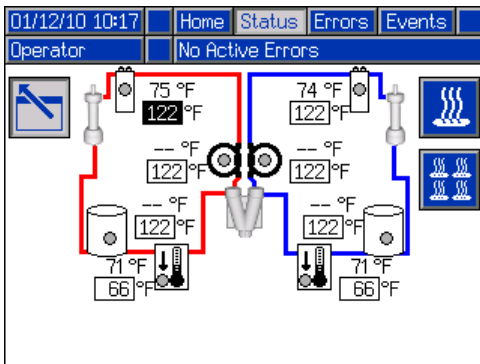 01/12/10 10:17 Home Status Errors Events
Operator No Active Errors
75 °F 74 °F
122 °F 122 °F
-- °F -- °F
122 °F 122 °F
-- °F -- °F
122 °F 122 °F
71 °F 71 °F
66 °F 66 °F